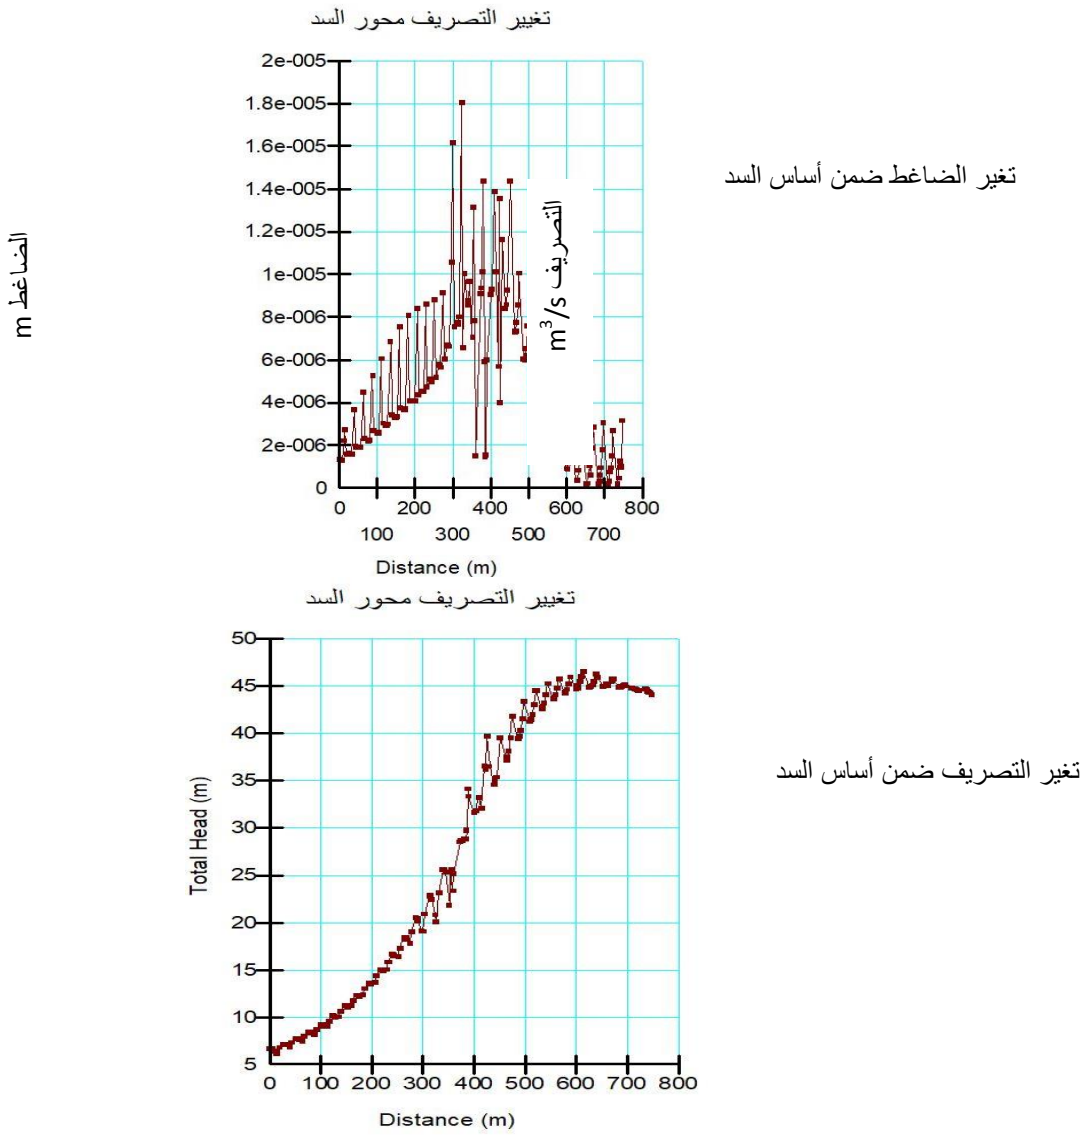 تغيير التصريف محور السد
2e-005
1.8e-005
1.6e-005
1.4e-005
1.2e-005
1e-005
8e-006
6e-006
4e-006
2e-006
0
تغير الضاغط ضمن أساس السد
الضاغط m
التصريف m³/s
0 200 400 600 800
100 300 500 700
Distance (m)
تغيير التصريف محور السد
50
45
40
35
30
25
20
15
10
5
Total Head (m)
تغير التصريف ضمن أساس السد
0 100 200 300 400 500 600 700 800
Distance (m)